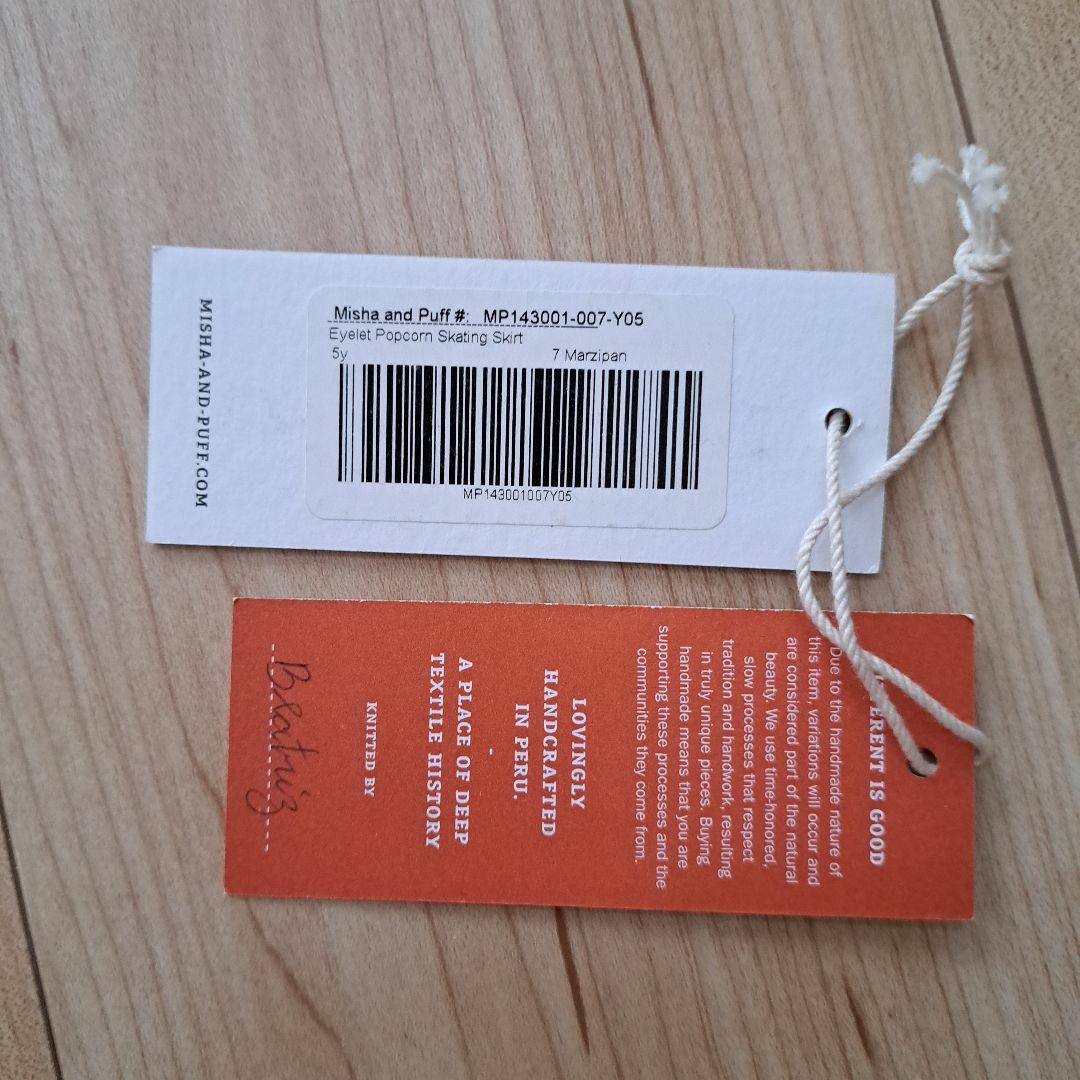 Misha and Puff #: MP143001-007-Y05
Eyelet Popcorn Skating Skirt
5y 7 Marzipan
MP143001007Y05
MISHA-AND-PUFF.COM
IS GOOD
Due to the handmade nature of
this item, variations will occur and
are considered part of the natural
beauty. We use time-honored,
slow processes that respect
tradition and handwork, resulting
in truly unique pieces. Buying
handmade means that you are
supporting these processes and the
communities they come from.
LOVINGLY
HANDCRAFTED
IN PERU.
-
A PLACE OF DEEP
TEXTILE HISTORY
KNITTED BY
Beatriz